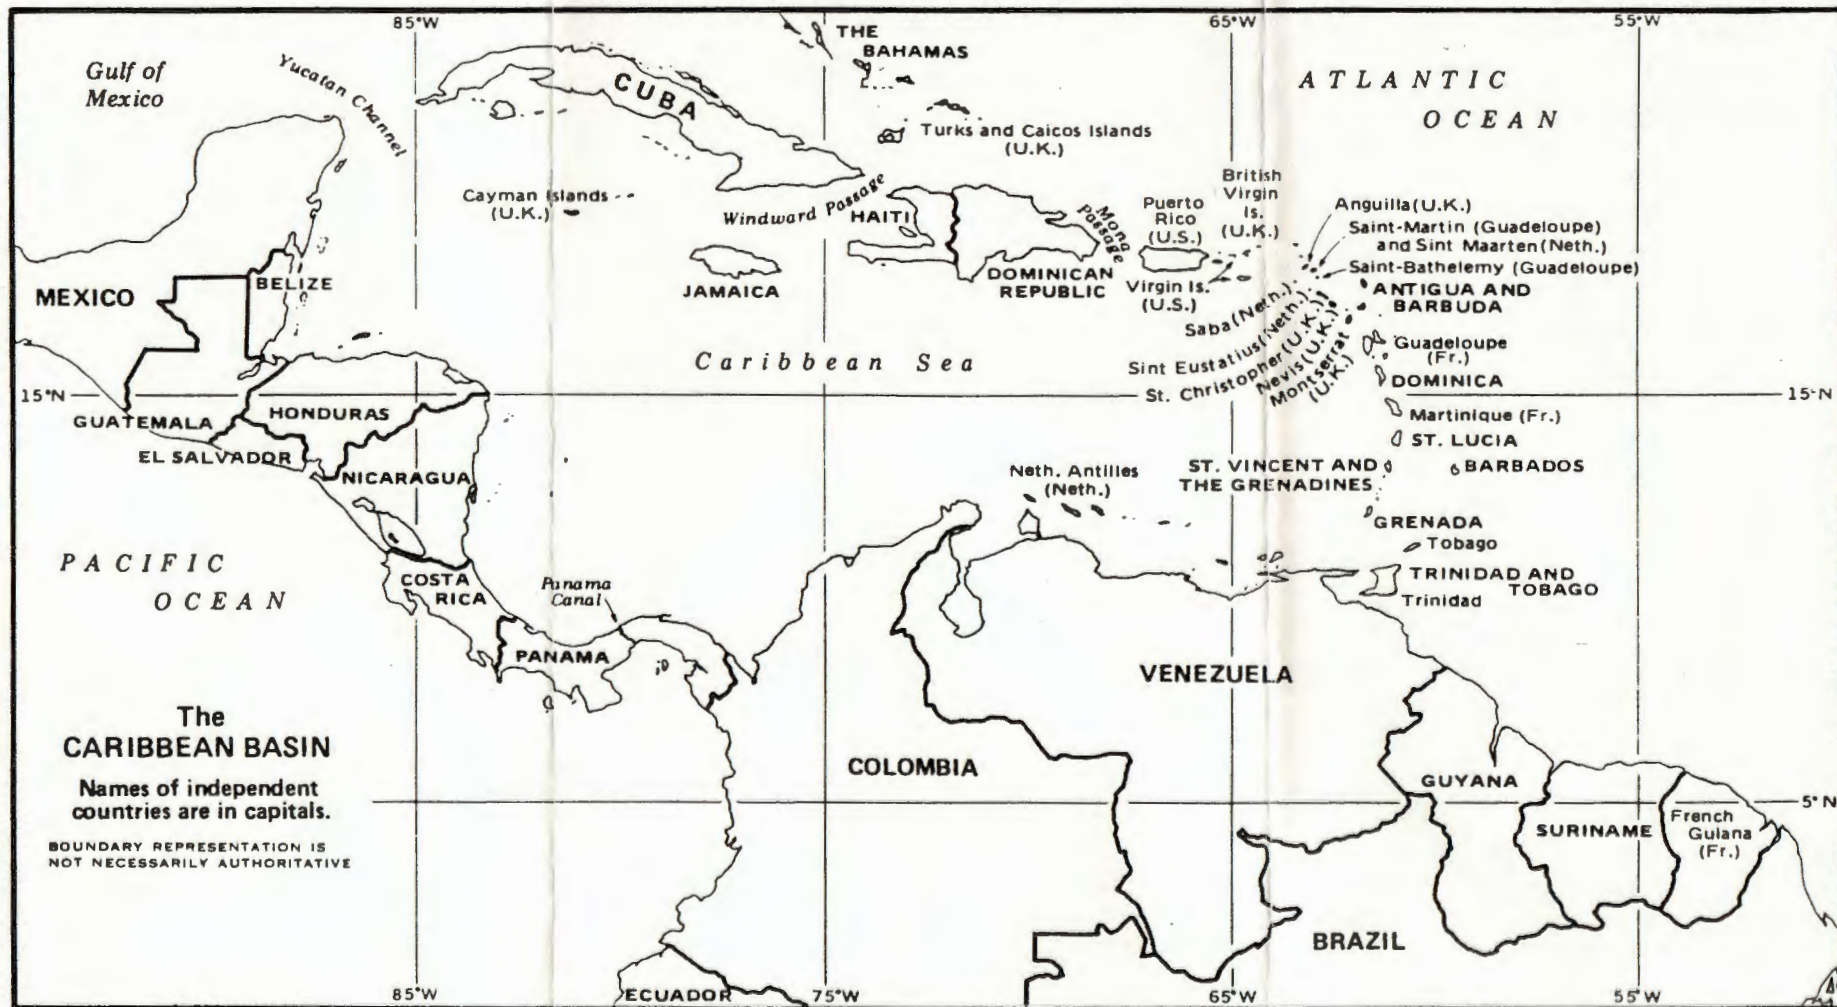 85°W
65°W
55°W
Gulf of
Mexico
Yucatan Channel
THE
BAHAMAS
CUBA
ATLANTIC
OCEAN
Turks and Caicos Islands
(U.K.)
Cayman Islands
(U.K.)
Windward Passage
HAITI
Mona
Passage
DOMINICAN
REPUBLIC
Puerto
Rico
(U.S.)
British
Virgin
Is.
(U.K.)
Virgin Is.
(U.S.)
Anguilla (U.K.)
Saint-Martin (Guadeloupe)
and Sint Maarten (Neth.)
Saint-Bathelemy (Guadeloupe)
ANTIGUA AND
BARBUDA
MEXICO
BELIZE
JAMAICA
Saba (Neth.)
Sint Eustatius (Neth.)
St. Christopher (U.K.)
Nevis (U.K.)
Montserrat
(U.K.)
Guadeloupe
(Fr.)
Caribbean Sea
DOMINICA
15°N
15°N
GUATEMALA
HONDURAS
Martinique (Fr.)
EL SALVADOR
ST. LUCIA
NICARAGUA
Neth. Antilles
(Neth.)
ST. VINCENT AND
THE GRENADINES
BARBADOS
GRENADA
Tobago
PACIFIC
OCEAN
COSTA
RICA
Panama
Canal
TRINIDAD AND
TOBAGO
Trinidad
PANAMA
VENEZUELA
The
CARIBBEAN BASIN
Names of independent
countries are in capitals.
BOUNDARY REPRESENTATION IS
NOT NECESSARILY AUTHORITATIVE
COLOMBIA
GUYANA
5°N
SURINAME
French
Guiana
(Fr.)
BRAZIL
ECUADOR
85°W
75°W
65°W
55°W